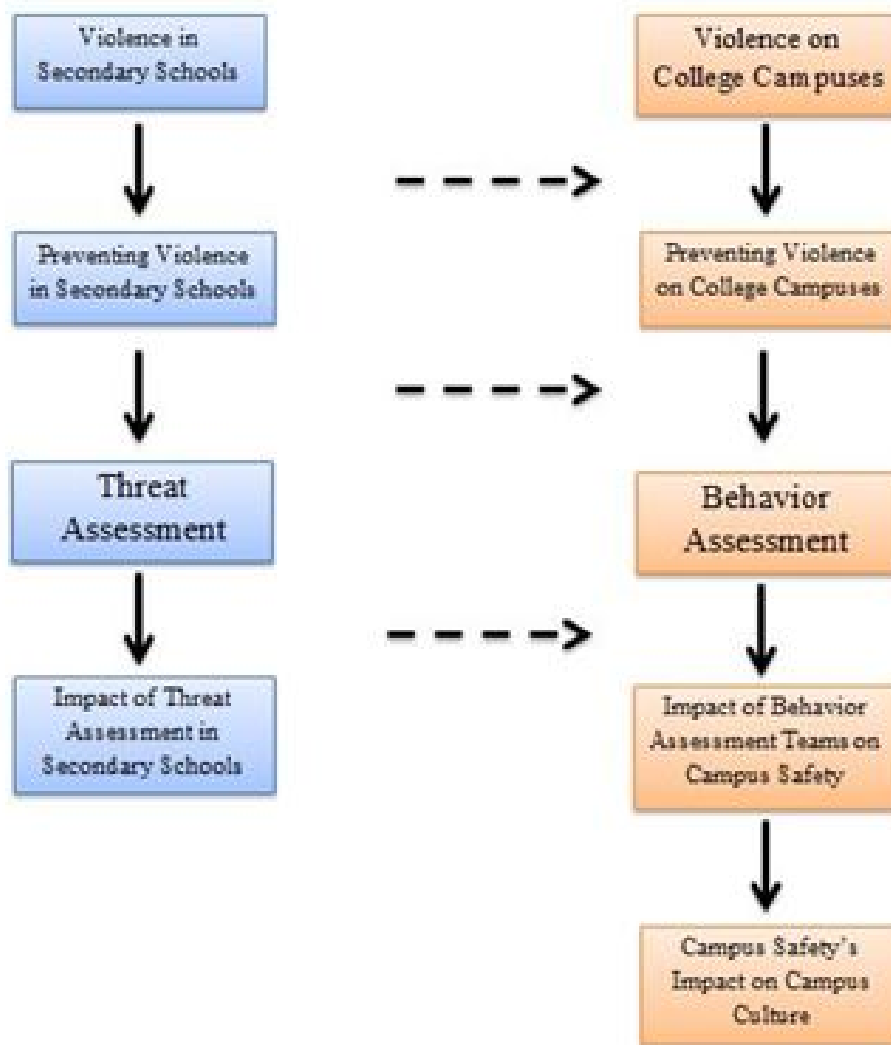 Violence in
Secondary Schools
Preventing Violence
in Secondary Schools
Threat
Assessment
Impact of Threat
Assessment in
Secondary Schools
Violence on
College Campuses
Preventing Violence
on College Campuses
Behavior
Assessment
Impact of Behavior
Assessment Teams on
Campus Safety
Campus Safety's
Impact on Campus
Culture